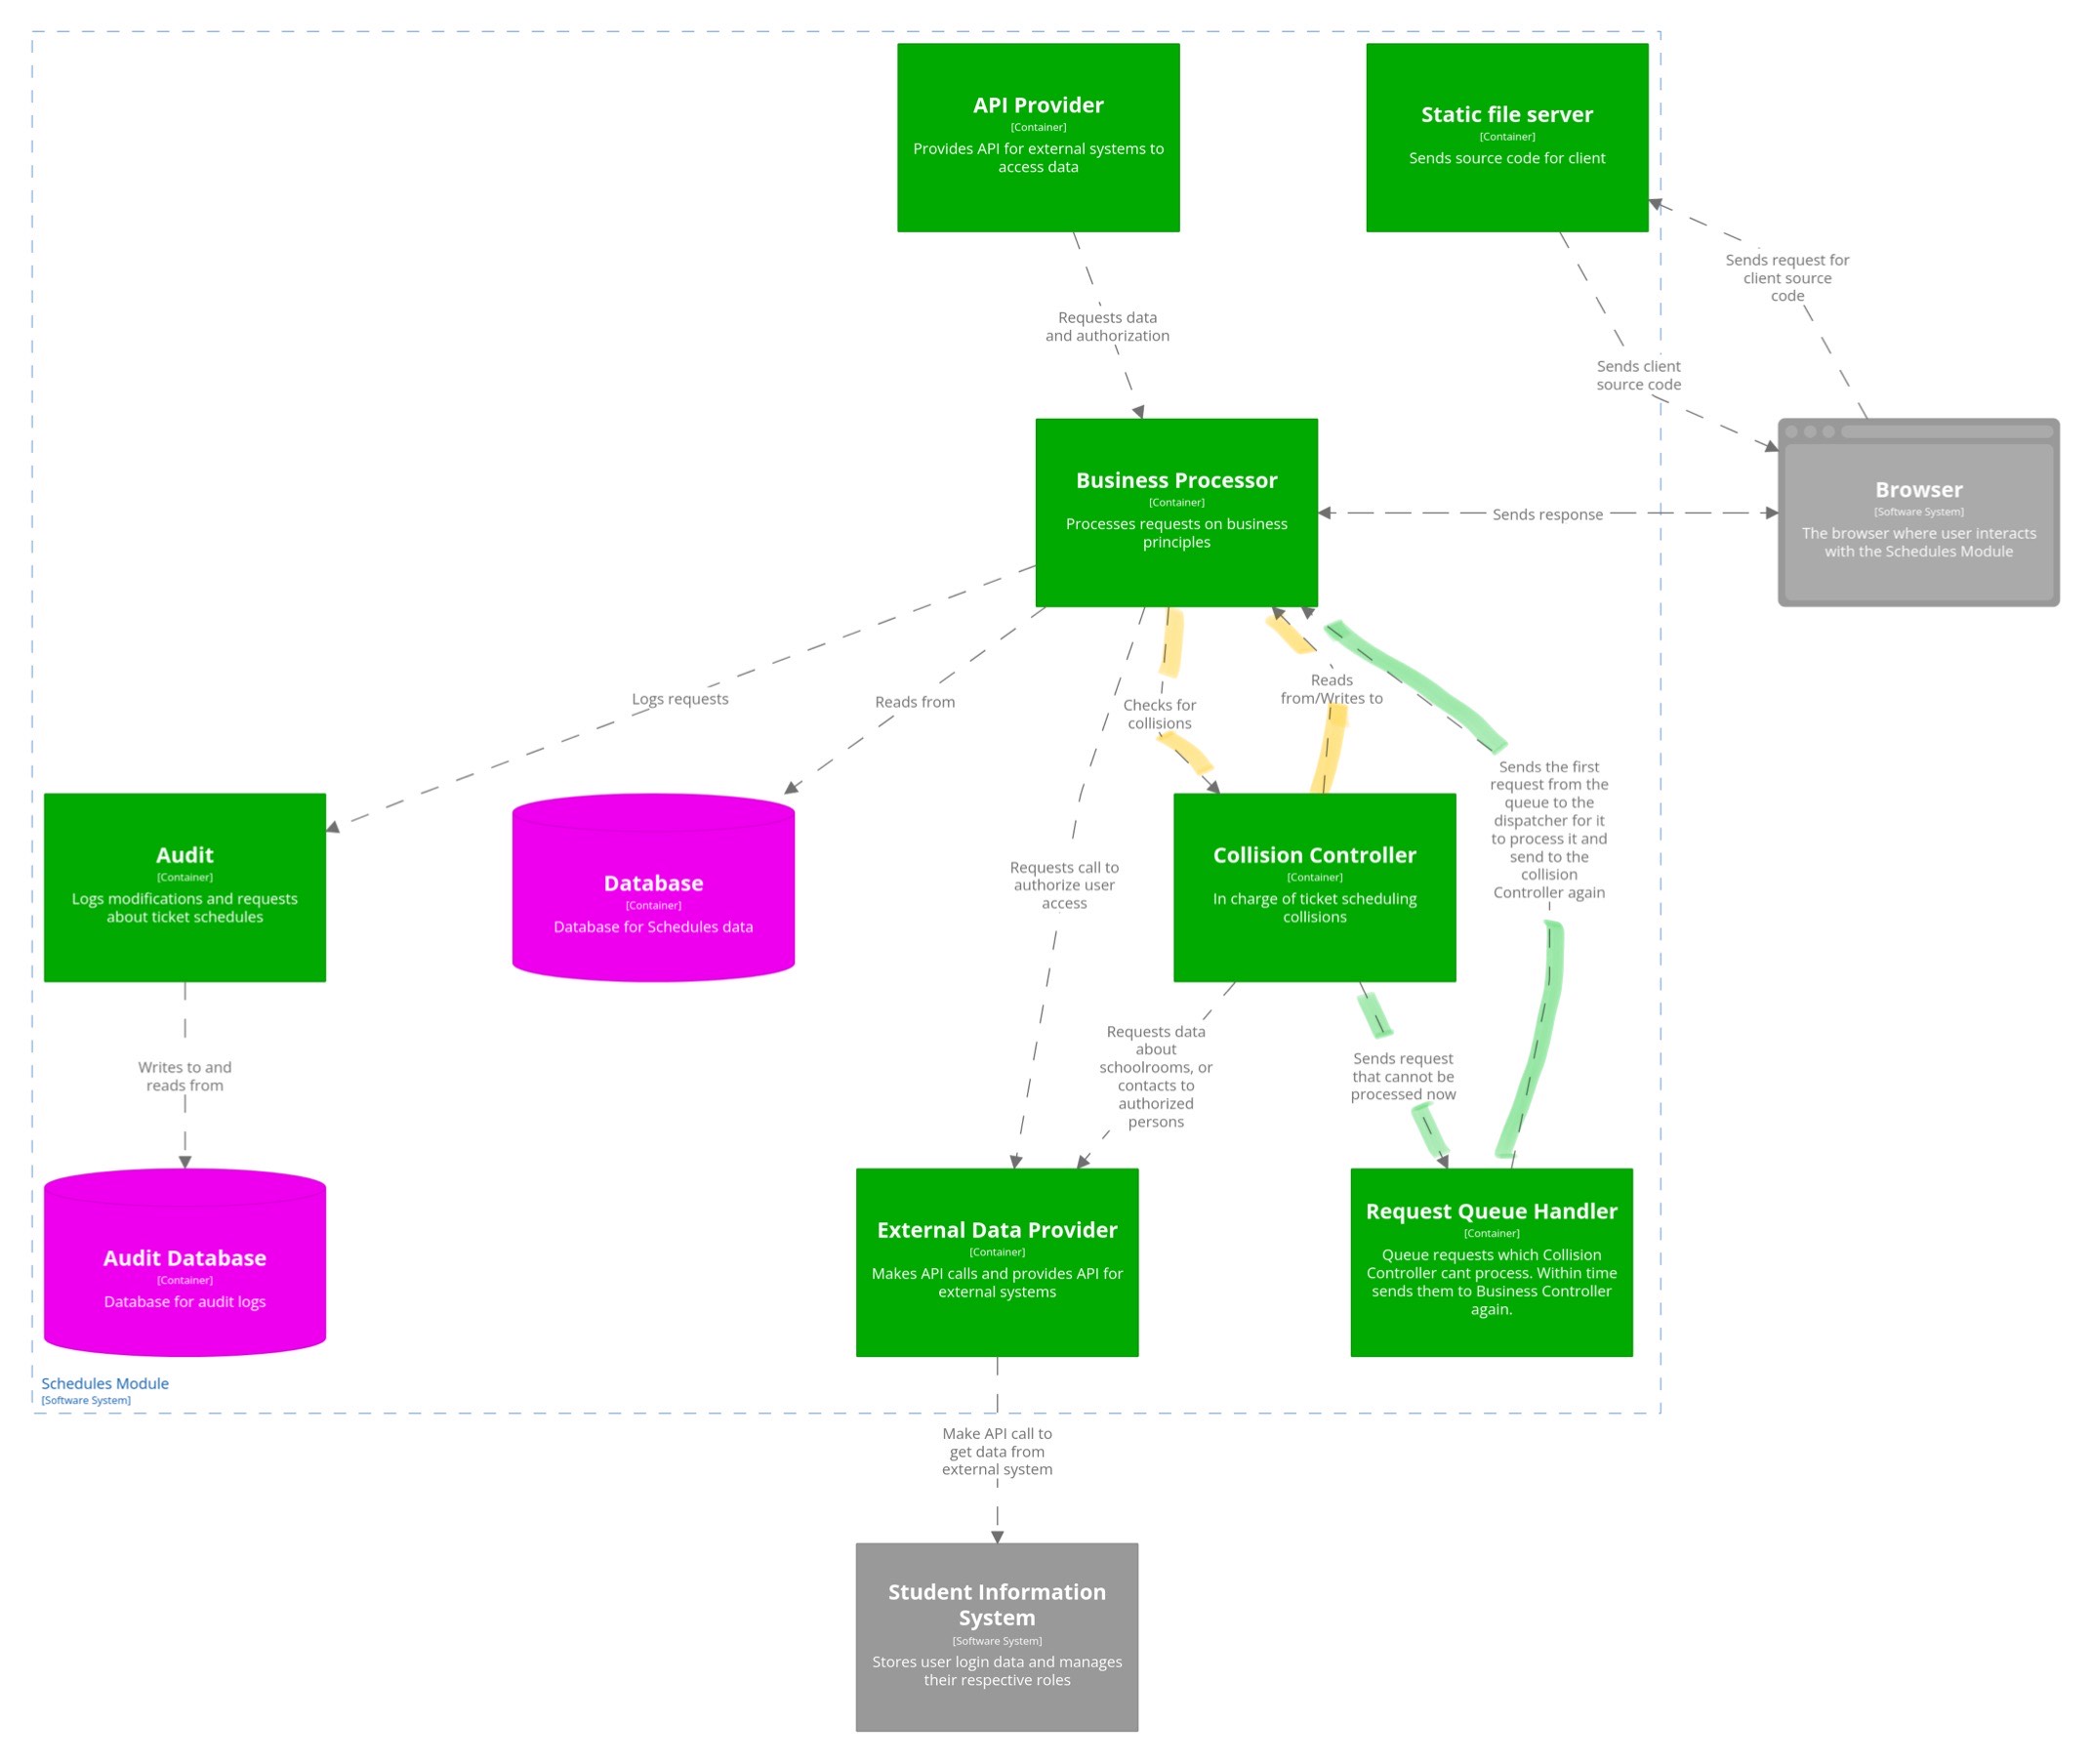 API Provider
[Container]
Provides API for external systems to
access data
Static file server
[Container]
Sends source code for client
Sends request for
client source
code
Requests data
and authorization
Sends client
source code
Business Processor
[Container]
Processes requests on business
principles
Sends response
Browser
[Software System]
The browser where user interacts
with the Schedules Module
Logs requests
Reads from
Checks for
collisions
Reads
from/Writes to
Sends the first
request from the
queue to the
dispatcher for it
to process it and
send to the
collision
Controller again
Audit
[Container]
Logs modifications and requests
about ticket schedules
Database
[Container]
Database for Schedules data
Requests call to
authorize user
access
Collision Controller
[Container]
In charge of ticket scheduling
collisions
Writes to and
reads from
Requests data
about
schoolrooms, or
contacts to
authorized
persons
Sends request
that cannot be
processed now
Audit Database
[Container]
Database for audit logs
External Data Provider
[Container]
Makes API calls and provides API for
external systems
Request Queue Handler
[Container]
Queue requests which Collision
Controller cant process. Within time
sends them to Business Controller
again.
Schedules Module
[Software System]
Make API call to
get data from
external system
Student Information
System
[Software System]
Stores user login data and manages
their respective roles